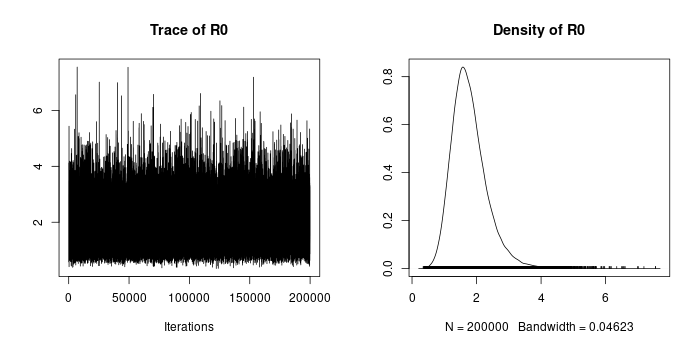 Trace of R0
6
4
2
0 50000 100000 150000 200000
Iterations
Density of R0
0.8
0.6
0.4
0.2
0.0
0 2 4 6
N = 200000 Bandwidth = 0.04623